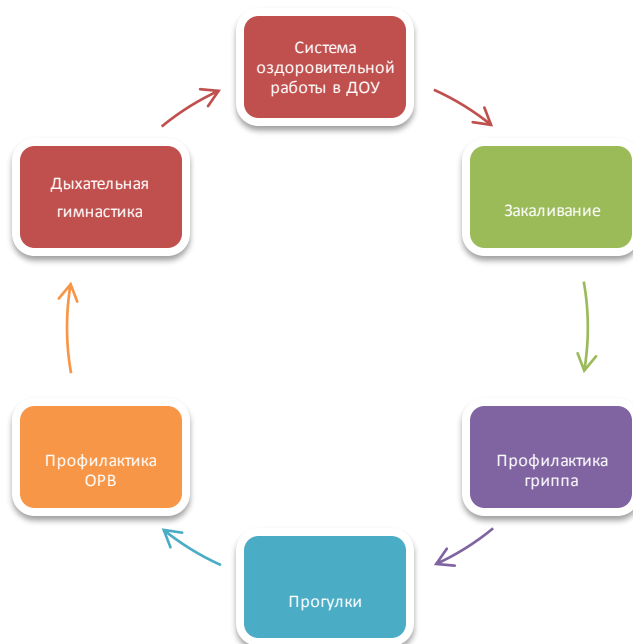 Система
оздоровительной
работы в ДОУ
Закаливание
Профилактика
гриппа
Прогулки
Профилактика
ОРВ
Дыхательная
гимнастика